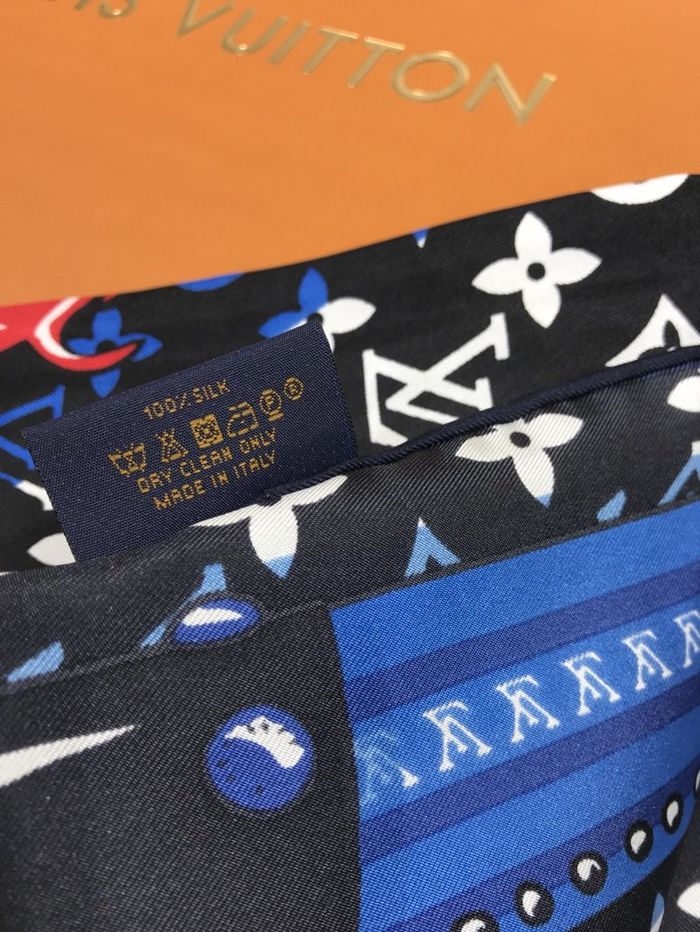 VUITTON
100% SILK
DRY CLEAN ONLY
MADE IN ITALY